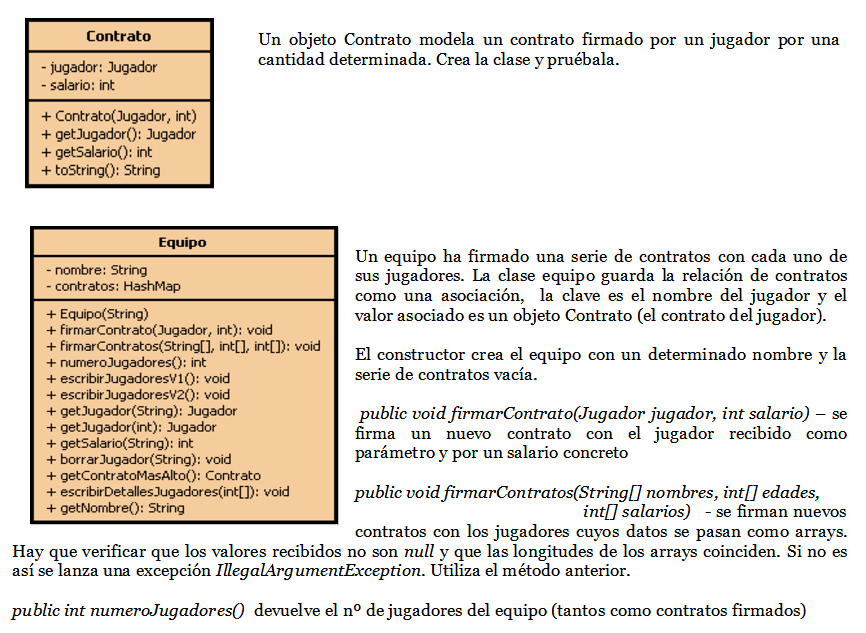 Contrato
- jugador: Jugador
- salario: int
+ Contrato(Jugador, int)
+ getJugador(): Jugador
+ getSalario(): int
+ toString(): String
Un objeto Contrato modela un contrato firmado por un jugador por una
cantidad determinada. Crea la clase y pruébala.
Equipo
- nombre: String
- contratos: HashMap
+ Equipo(String)
+ firmarContrato(Jugador, int): void
+ firmarContratos(String[], int[], int[]): void
+ numeroJugadores(): int
+ escribirJugadoresV1(): void
+ escribirJugadoresV2(): void
+ getJugador(String): Jugador
+ getJugador(int): Jugador
+ getSalario(String): int
+ borrarJugador(String): void
+ getContratoMasAlto(): Contrato
+ escribirDetallesJugadores(int[]): void
+ getNombre(): String
Un equipo ha firmado una serie de contratos con cada uno de
sus jugadores. La clase equipo guarda la relación de contratos
como una asociación, la clave es el nombre del jugador y el
valor asociado es un objeto Contrato (el contrato del jugador).
El constructor crea el equipo con un determinado nombre y la
serie de contratos vacía.
public void firmarContrato(Jugador jugador, int salario) – se
firma un nuevo contrato con el jugador recibido como
parámetro y por un salario concreto
public void firmarContratos(String[] nombres, int[] edades,
int[] salarios) - se firman nuevos
contratos con los jugadores cuyos datos se pasan como arrays.
Hay que verificar que los valores recibidos no son null y que las longitudes de los arrays coinciden. Si no es
así se lanza una excepción IllegalArgumentException. Utiliza el método anterior.
public int numeroJugadores() devuelve el nº de jugadores del equipo (tantos como contratos firmados)